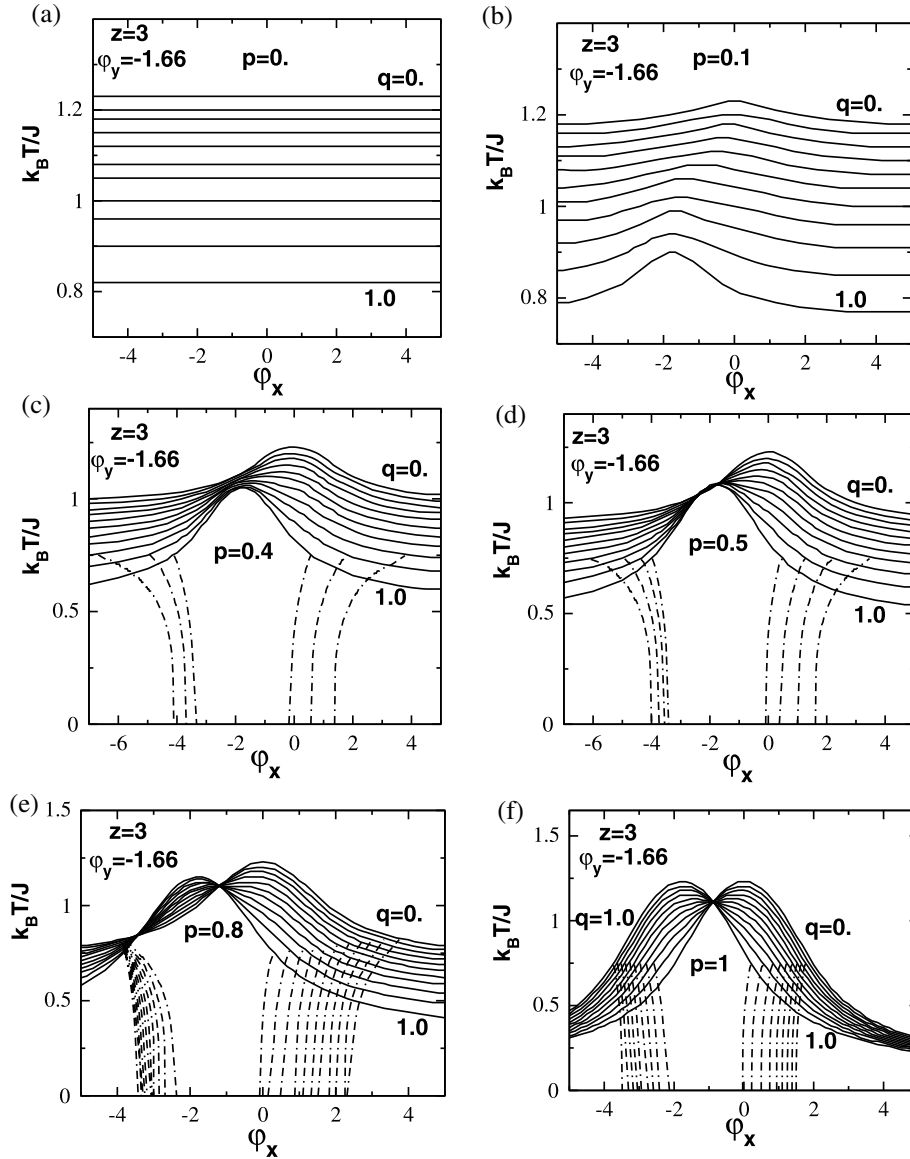 (a)
z=3
φy=-1.66
p=0.
q=0.
1.0
kBT/J
1.2
1
0.8
-4 -2 0 2 4
φx
(b)
z=3
φy=-1.66
p=0.1
q=0.
1.0
kBT/J
1.2
1
0.8
-4 -2 0 2 4
φx
(c)
z=3
φy=-1.66
q=0.
p=0.4
1.0
kBT/J
1
0.5
0
-6 -4 -2 0 2 4
φx
(d)
z=3
φy=-1.66
q=0.
p=0.5
1.0
kBT/J
1
0.5
0
-6 -4 -2 0 2 4
φx
(e)
z=3
φy=-1.66
q=0.
p=0.8
1.0
kBT/J
1.5
1
0.5
0
-4 -2 0 2 4
φx
(f)
z=3
φy=-1.66
q=1.0
q=0.
p=1
1.0
kBT/J
1.5
1
0.5
0
-4 -2 0 2 4
φx